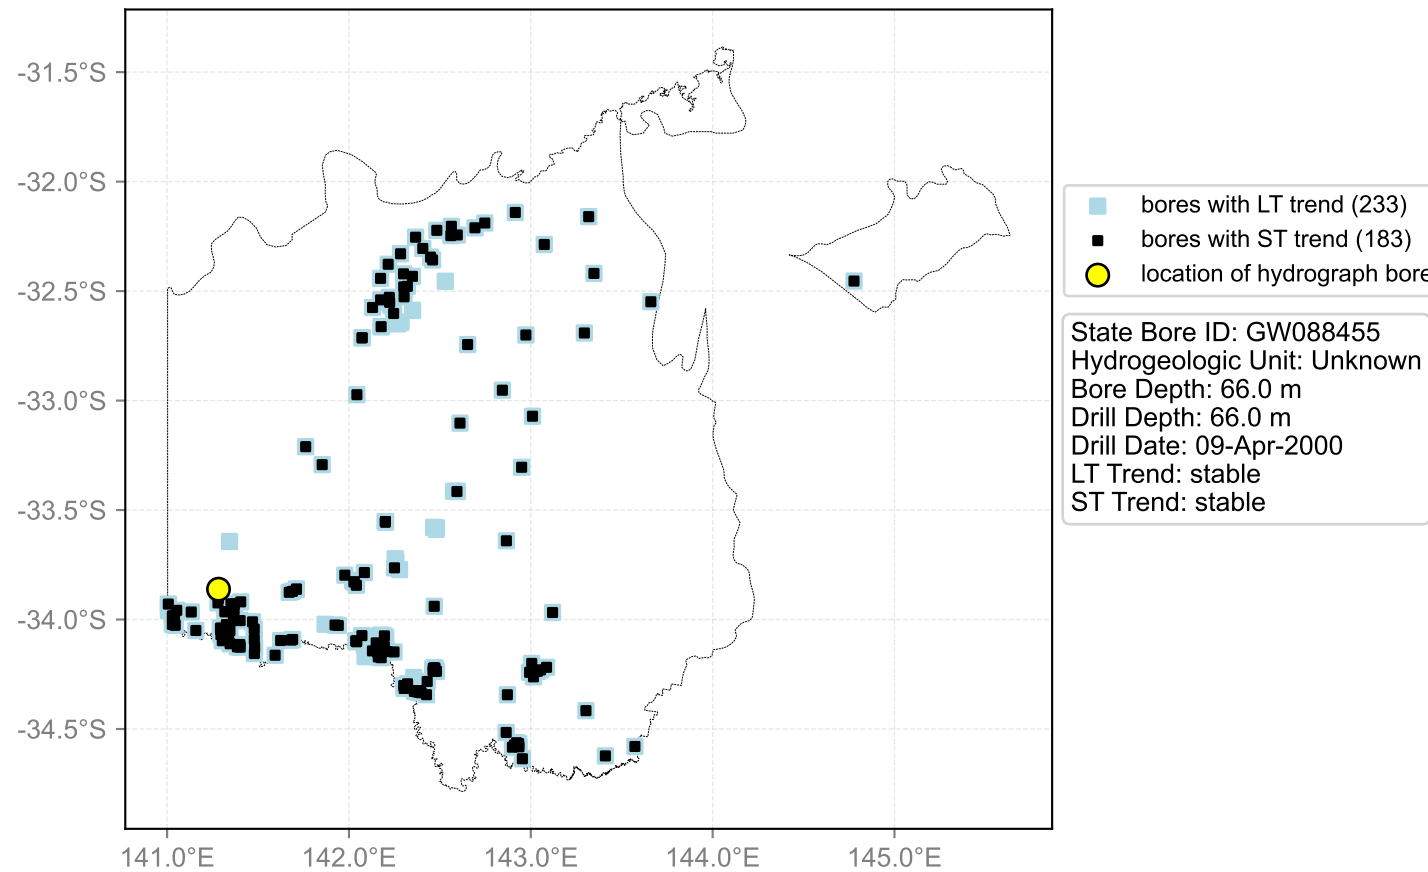 -31.5°S
-32.0°S
-32.5°S
-33.0°S
-33.5°S
-34.0°S
-34.5°S
141.0°E
142.0°E
143.0°E
144.0°E
145.0°E
bores with LT trend (233)
bores with ST trend (183)
location of hydrograph bore
State Bore ID: GW088455
Hydrogeologic Unit: Unknown
Bore Depth: 66.0 m
Drill Depth: 66.0 m
Drill Date: 09-Apr-2000
LT Trend: stable
ST Trend: stable